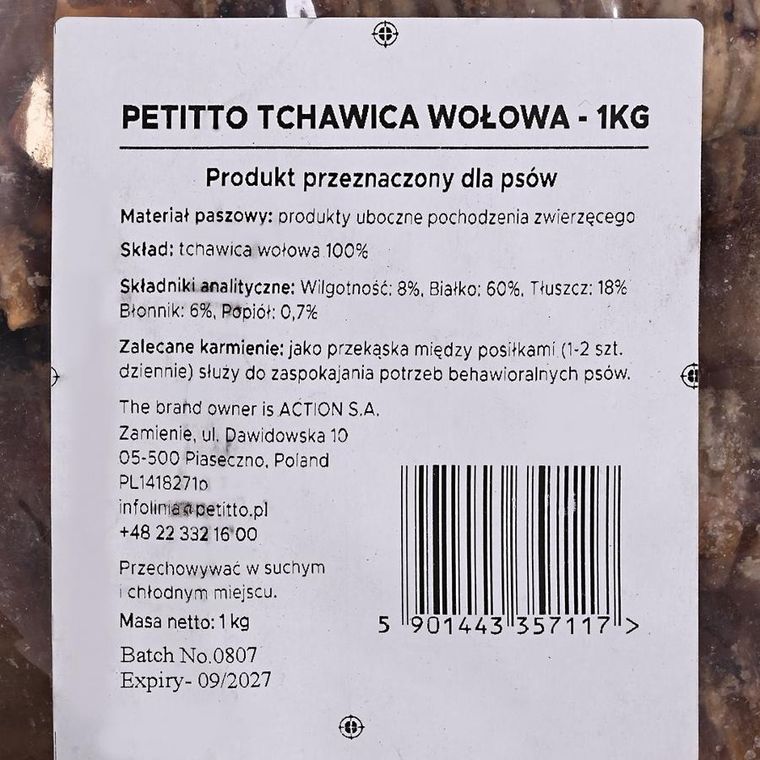 PETITTO TCHAWICA WOŁOWA - 1KG
Produkt przeznaczony dla psów
Materiał paszowy: produkty uboczne pochodzenia zwierzęcego
Skład: tchawica wołowa 100%
Składniki analityczne: Wilgotność: 8%, Białko: 60%, Tłuszcz: 18%
Błonnik: 6%, Popiół: 0,7%
Zalecane karmienie: jako przekąska między posiłkami (1-2 szt.
dziennie) służy do zaspokajania potrzeb behawioralnych psów.
The brand owner is ACTION S.A.
Zamienie, ul. Dawidowska 10
05-500 Piaseczno, Poland
PL1418271p
infolinia@petitto.pl
+48 22 332 16 00
Przechowywać w suchym
i chłodnym miejscu.
Masa netto: 1 kg
Batch No.0807
Expiry- 09/2027
5 901443 357117 >